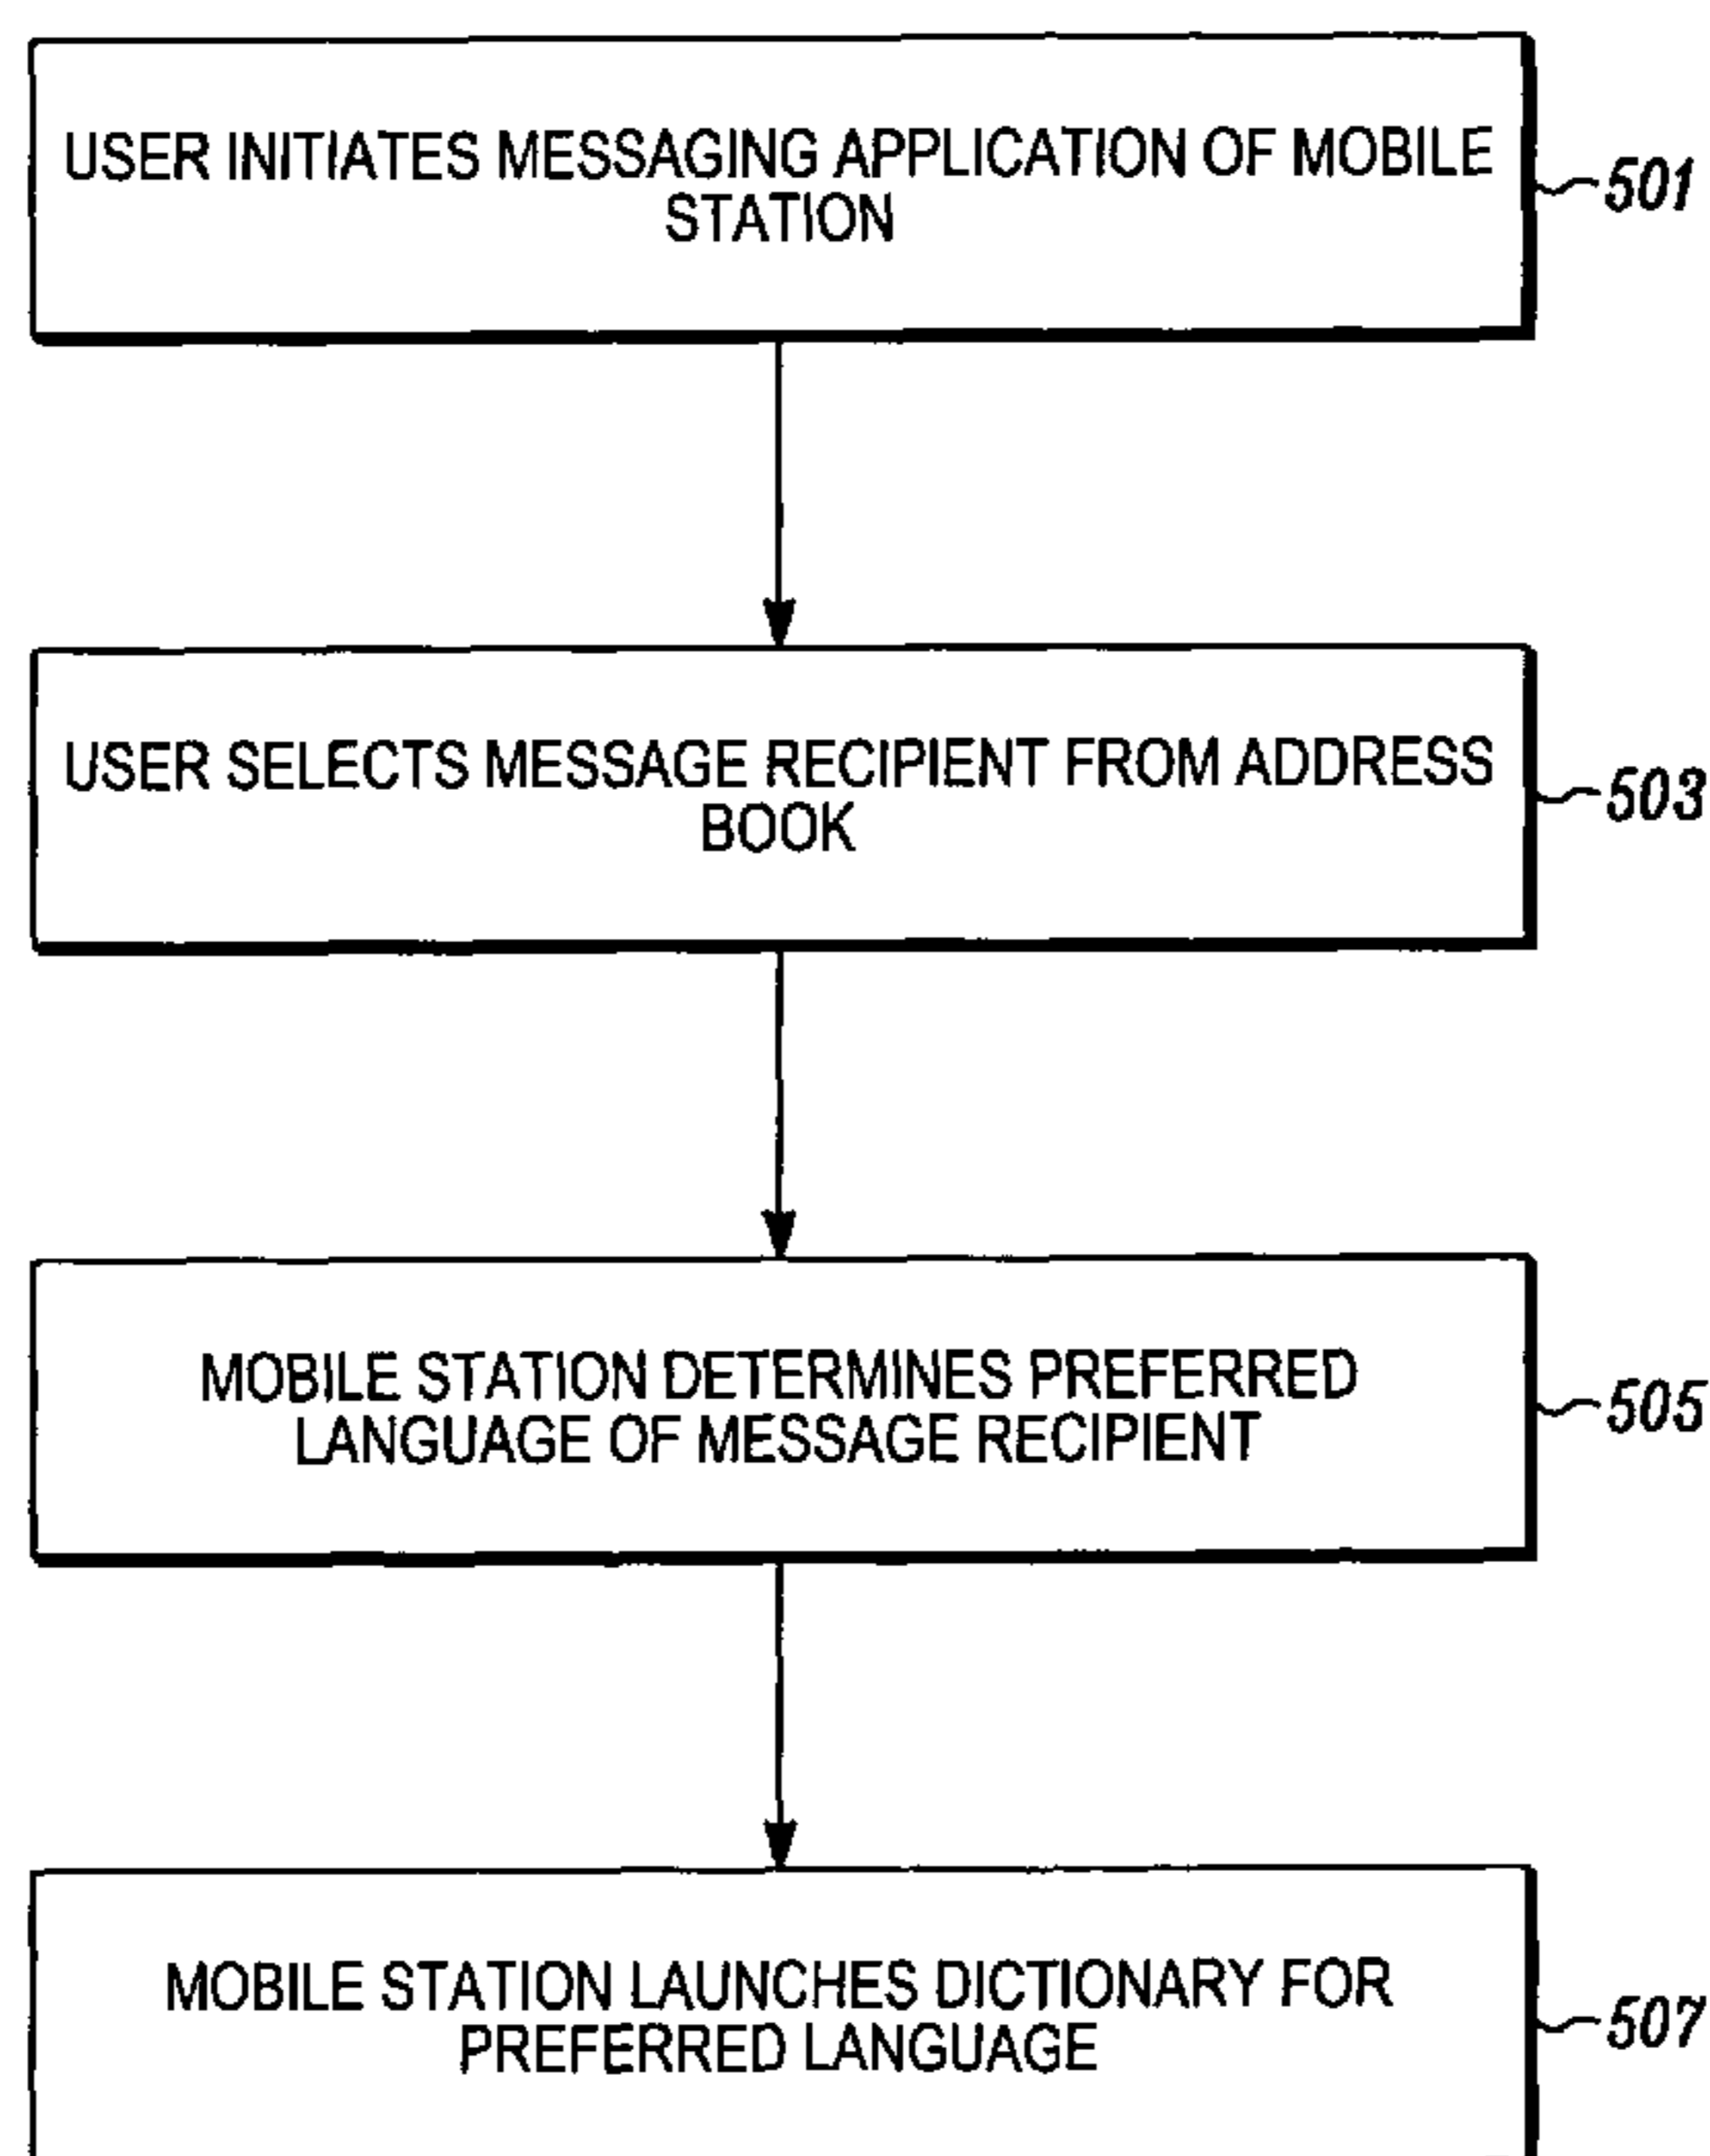 USER INITIATES MESSAGING APPLICATION OF MOBILE
STATION
501
USER SELECTS MESSAGE RECIPIENT FROM ADDRESS
BOOK
503
MOBILE STATION DETERMINES PREFERRED
LANGUAGE OF MESSAGE RECIPIENT
505
MOBILE STATION LAUNCHES DICTIONARY FOR
PREFERRED LANGUAGE
507